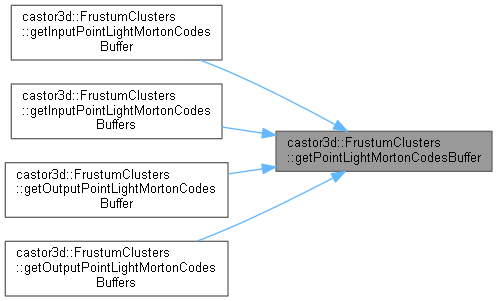 castor3d::FrustumClusters
::getInputPointLightMortonCodes
Buffer
castor3d::FrustumClusters
::getInputPointLightMortonCodes
Buffers
castor3d::FrustumClusters
::getOutputPointLightMortonCodes
Buffer
castor3d::FrustumClusters
::getOutputPointLightMortonCodes
Buffers
castor3d::FrustumClusters
::getPointLightMortonCodesBuffer